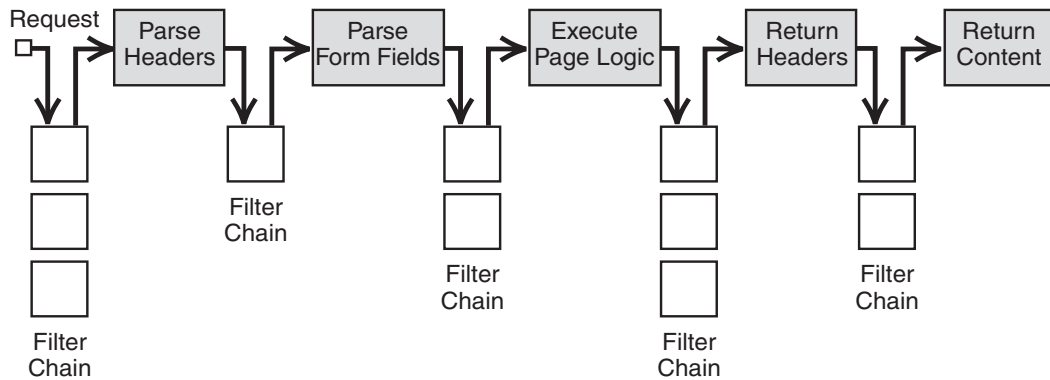 Request
Parse
Headers
Parse
Form Fields
Execute
Page Logic
Return
Headers
Return
Content
Filter
Chain
Filter
Chain
Filter
Chain
Filter
Chain
Filter
Chain